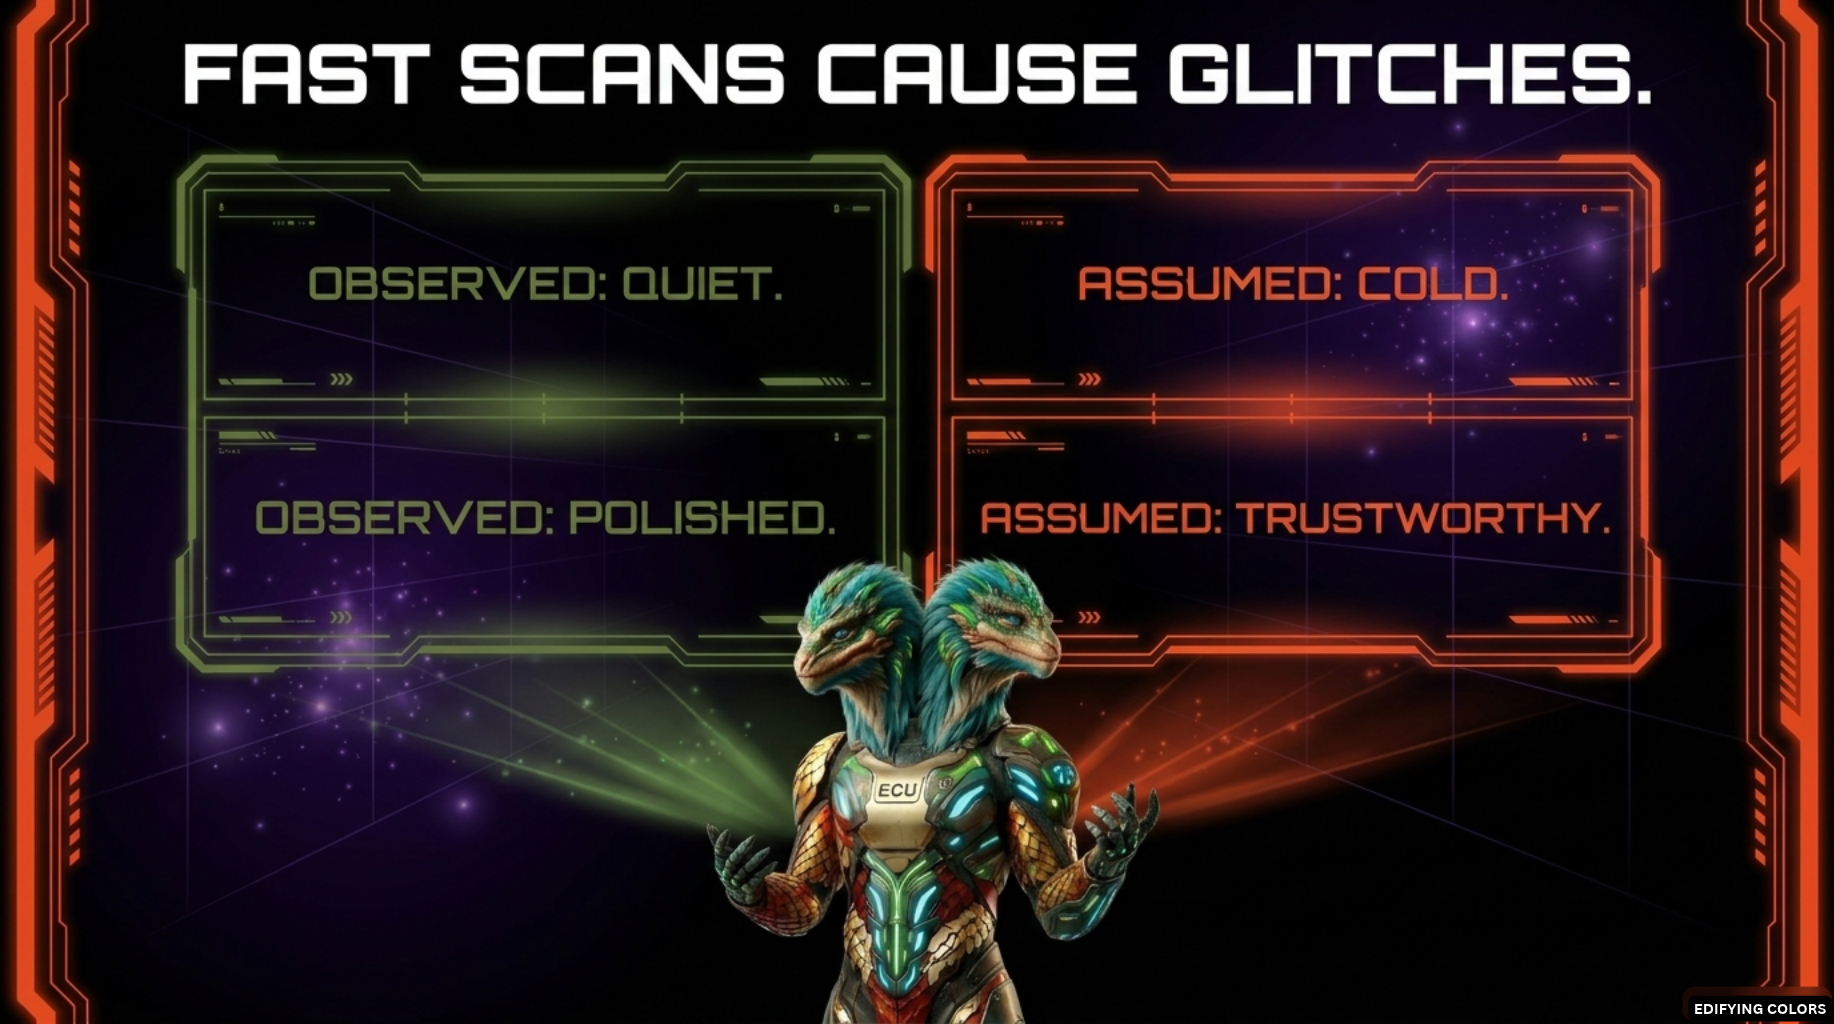 FAST SCANS CAUSE GLITCHES.
OBSERVED: QUIET.
ASSUMED: COLD.
OBSERVED: POLISHED.
ASSUMED: TRUSTWORTHY.
ECU
EDIFYING COLORS